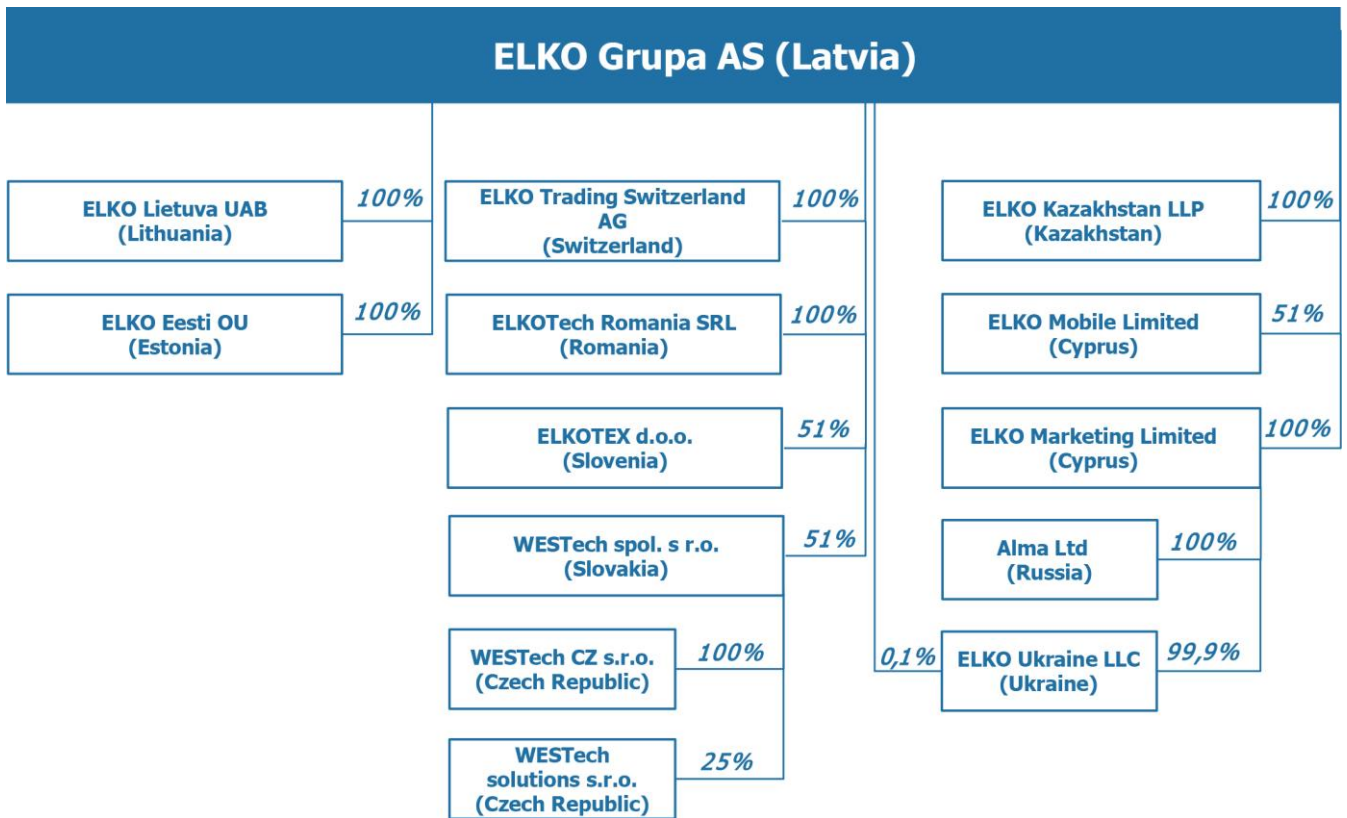 ELKO Grupa AS (Latvia)
ELKO Lietuva UAB
(Lithuania)
100%
ELKO Eesti OU
(Estonia)
100%
ELKO Trading Switzerland
AG
(Switzerland)
100%
ELKOTech Romania SRL
(Romania)
100%
ELKOTEX d.o.o.
(Slovenia)
51%
WESTech spol. s r.o.
(Slovakia)
51%
WESTech CZ s.r.o.
(Czech Republic)
100%
WESTech
solutions s.r.o.
(Czech Republic)
25%
ELKO Kazakhstan LLP
(Kazakhstan)
100%
ELKO Mobile Limited
(Cyprus)
51%
ELKO Marketing Limited
(Cyprus)
100%
Alma Ltd
(Russia)
100%
0,1%
ELKO Ukraine LLC
(Ukraine)
99,9%